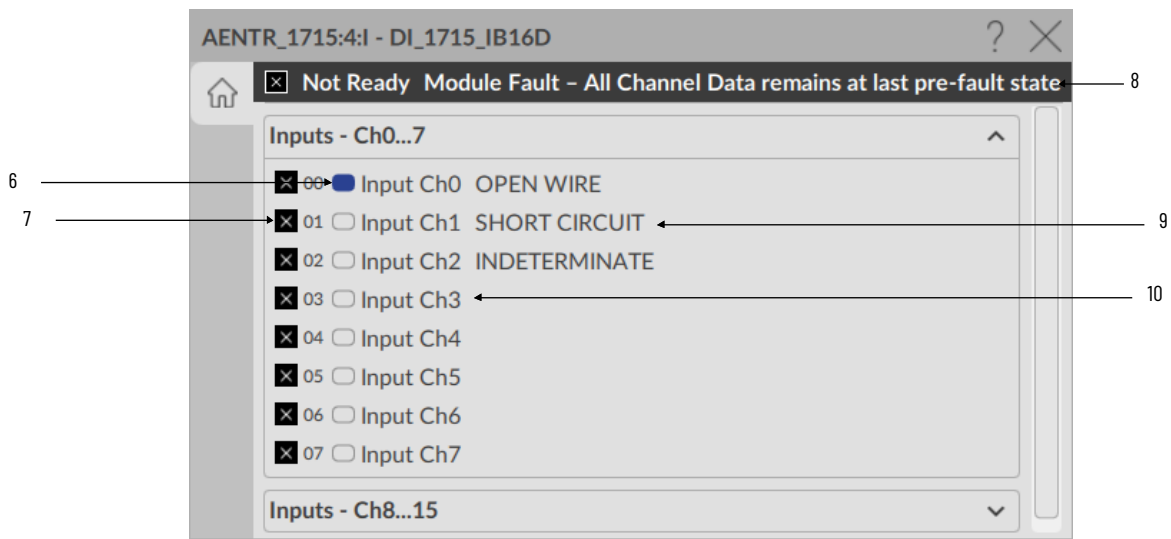 AENTR_1715:4:I - DI_1715_IB16D ?
Not Ready Module Fault – All Channel Data remains at last pre-fault state 8
Inputs - Ch0...7
6 00 Input Ch0 OPEN WIRE
7 01 Input Ch1 SHORT CIRCUIT 9
02 Input Ch2 INDETERMINATE
03 Input Ch3 10
04 Input Ch4
05 Input Ch5
06 Input Ch6
07 Input Ch7
Inputs - Ch8...15